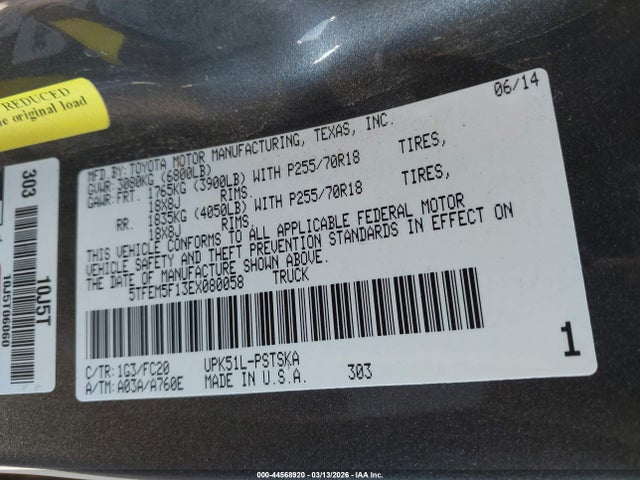 REDUCED
e original load
303
10J5T
10J5T06060
06/14
MFD BY: TOYOTA MOTOR MANUFACTURING, TEXAS, INC.
GVWR: 3080KG (6800LB)
GAWR: FRT. 1765KG (3900LB) WITH P255/70R18 TIRES,
18X8J RIMS
RR. 1835KG (4050LB) WITH P255/70R18 TIRES,
18X8J RIMS
THIS VEHICLE CONFORMS TO ALL APPLICABLE FEDERAL MOTOR
VEHICLE SAFETY AND THEFT PREVENTION STANDARDS IN EFFECT ON
THE DATE OF MANUFACTURE SHOWN ABOVE.
5TFEM5F13EX080058 TRUCK
C/TR: 1G3/FC20 UPK51L-PSTSKA
A/TM: A03A/A760E MADE IN U.S.A. 303
1
000-44568920 | 03/13/2026 - IAA Inc.